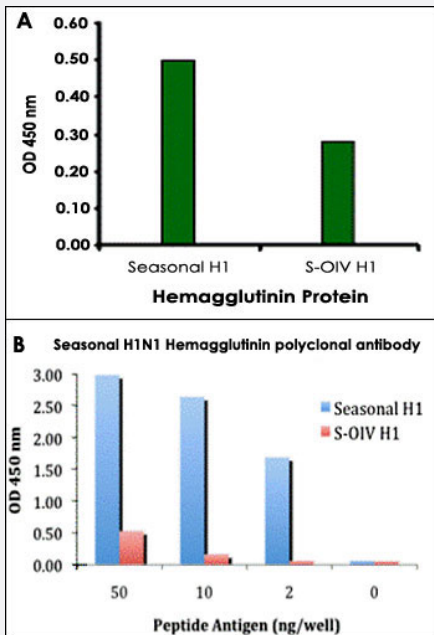 A
0.60
0.50
0.30
0.20
0.10
0.00
OD 450 nm
Seasonal H1 S-OIV H1
Hemagglutinin Protein
B Seasonal H1N1 Hemagglutinin polyclonal antibody
3.00
2.50
2.00
1.50
1.00
0.50
0.00
OD 450 nm
Seasonal H1
S-OIV H1
50 10 2 0
Peptide Antigen (ng/well)